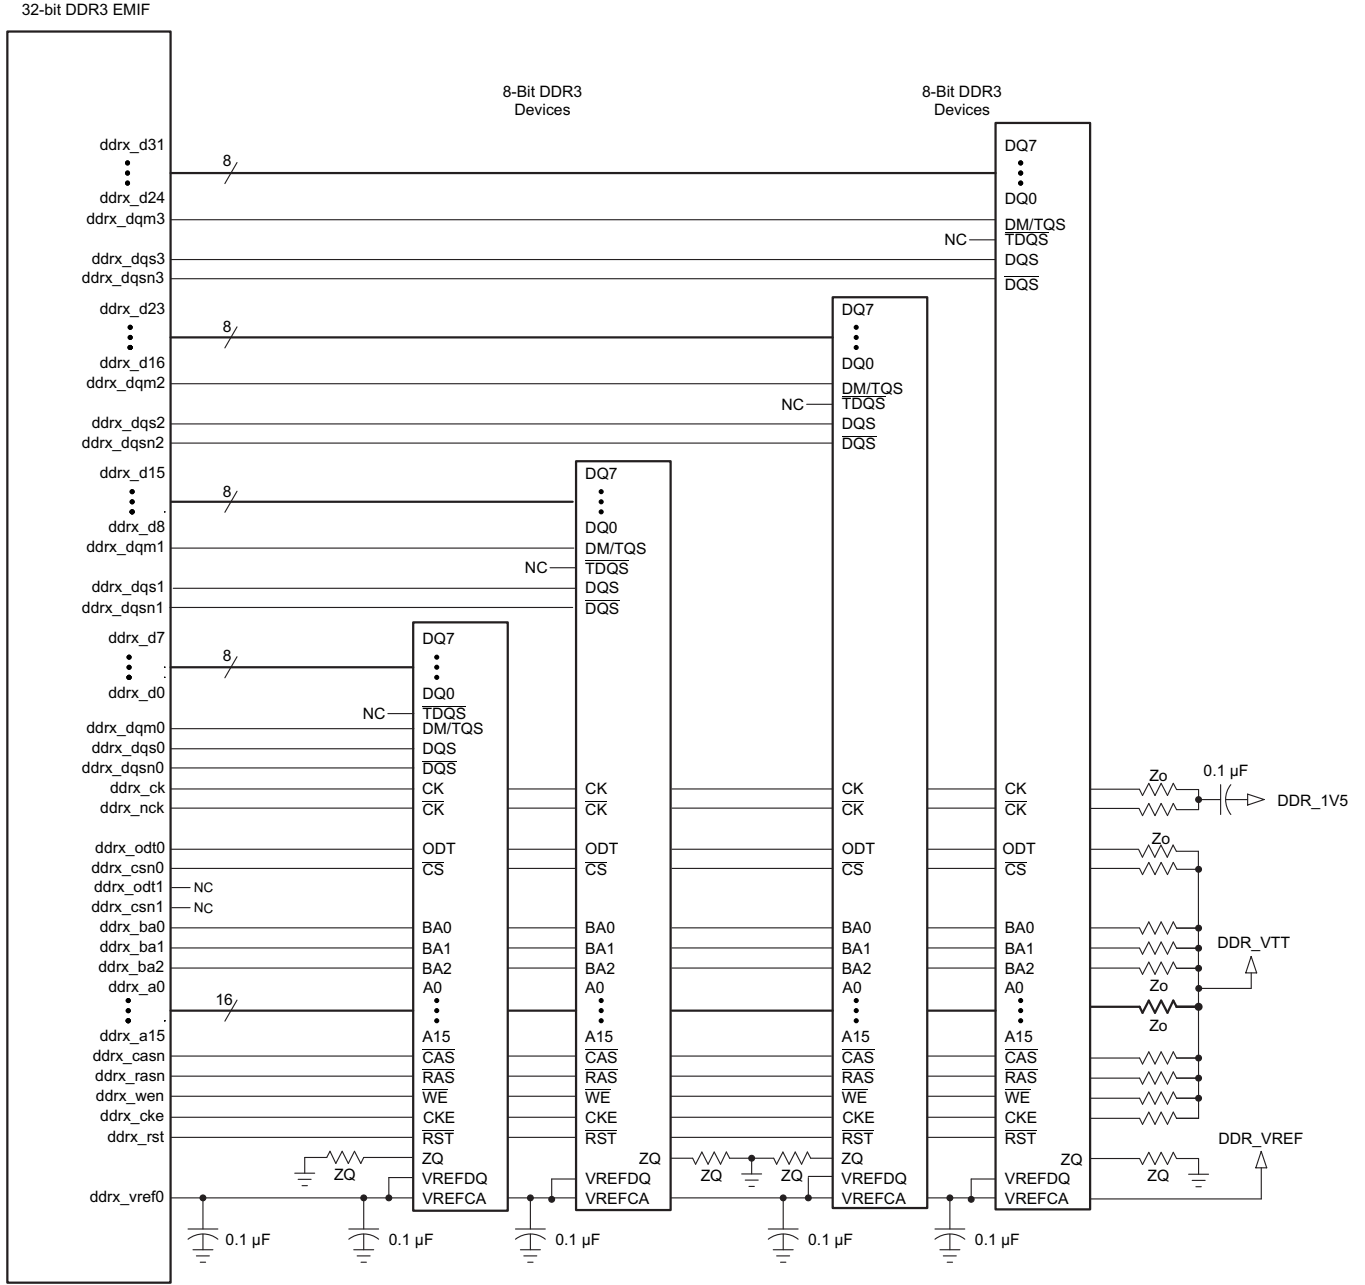 32-bit DDR3 EMIF
8-Bit DDR3
Devices
8-Bit DDR3
Devices
ddrx_d31
8
DQ7
ddrx_d24
DQ0
ddrx_dqm3
DM/TQS
NC
TDQS
ddrx_dqs3
DQS
ddrx_dqsn3
DQS
ddrx_d23
8
DQ7
ddrx_d16
DQ0
ddrx_dqm2
DM/TQS
NC
TDQS
ddrx_dqs2
DQS
ddrx_dqsn2
DQS
ddrx_d15
8
DQ7
ddrx_d8
DQ0
ddrx_dqm1
DM/TQS
NC
TDQS
ddrx_dqs1
DQS
ddrx_dqsn1
DQS
ddrx_d7
8
DQ7
ddrx_d0
DQ0
NC
TDQS
ddrx_dqm0
DM/TQS
ddrx_dqs0
DQS
ddrx_dqsn0
DQS
ddrx_ck
CK CK CK CK
Zo
0.1 µF
DDR_1V5
ddrx_nck
CK CK CK CK
ddrx_odt0
ODT ODT ODT ODT
Zo
ddrx_csn0
CS CS CS CS
ddrx_odt1
NC
ddrx_csn1
NC
ddrx_ba0
BA0 BA0 BA0 BA0
ddrx_ba1
BA1 BA1 BA1 BA1
DDR_VTT
ddrx_ba2
BA2 BA2 BA2 BA2
ddrx_a0
A0 A0 A0 A0
Zo
16
Zo
ddrx_a15
A15 A15 A15 A15
ddrx_casn
CAS CAS CAS CAS
ddrx_rasn
RAS RAS RAS RAS
ddrx_wen
WE WE WE WE
ddrx_cke
CKE CKE CKE CKE
ddrx_rst
RST RST RST RST
DDR_VREF
ZQ
ZQ
ZQ
ZQ
ZQ
ZQ
ZQ
ZQ
VREFDQ VREFDQ VREFDQ VREFDQ
ddrx_vref0
VREFCA VREFCA VREFCA VREFCA
0.1 µF
0.1 µF
0.1 µF
0.1 µF
0.1 µF